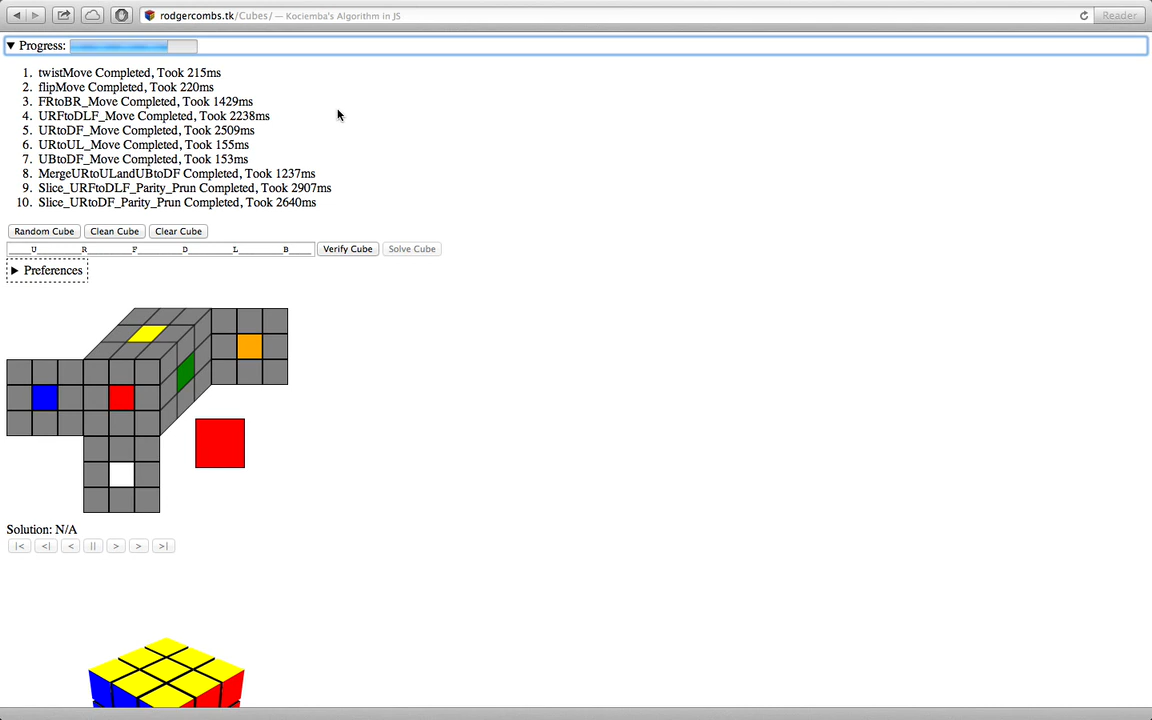 rodgercombs.tk/Cubes/ — Kociemba's Algorithm in JS
Reader
▼ Progress:
1. twistMove Completed, Took 215ms
2. flipMove Completed, Took 220ms
3. FRtoBR_Move Completed, Took 1429ms
4. URFtoDLF_Move Completed, Took 2238ms
5. URtoDF_Move Completed, Took 2509ms
6. URtoUL_Move Completed, Took 155ms
7. UBtoDF_Move Completed, Took 153ms
8. MergeURtoULandUBtoDF Completed, Took 1237ms
9. Slice_URFtoDLF_Parity_Prun Completed, Took 2907ms
10. Slice_URtoDF_Parity_Prun Completed, Took 2640ms
Random Cube Clean Cube Clear Cube
____U________R________F________D________L________B____ Verify Cube Solve Cube
▶ Preferences
Solution: N/A
|< <| < || > > >|